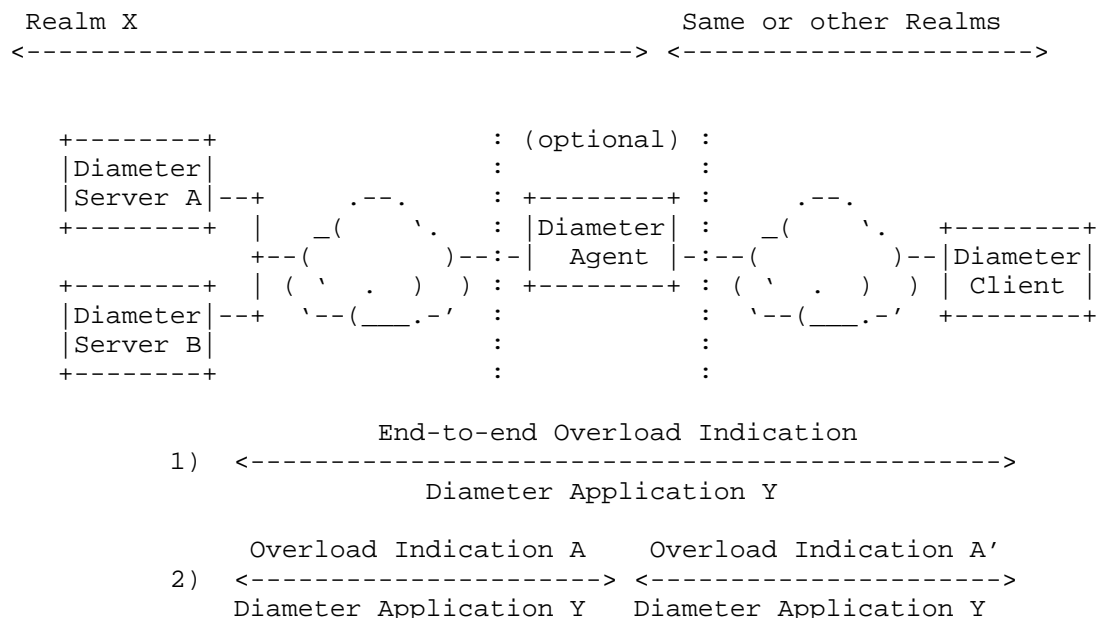 Realm X Same or other Realms
(optional)
Diameter
Server A
Diameter
Agent
Diameter
Client
Diameter
Server B
End-to-end Overload Indication
1)
Diameter Application Y
Overload Indication A Overload Indication A'
2)
Diameter Application Y Diameter Application Y